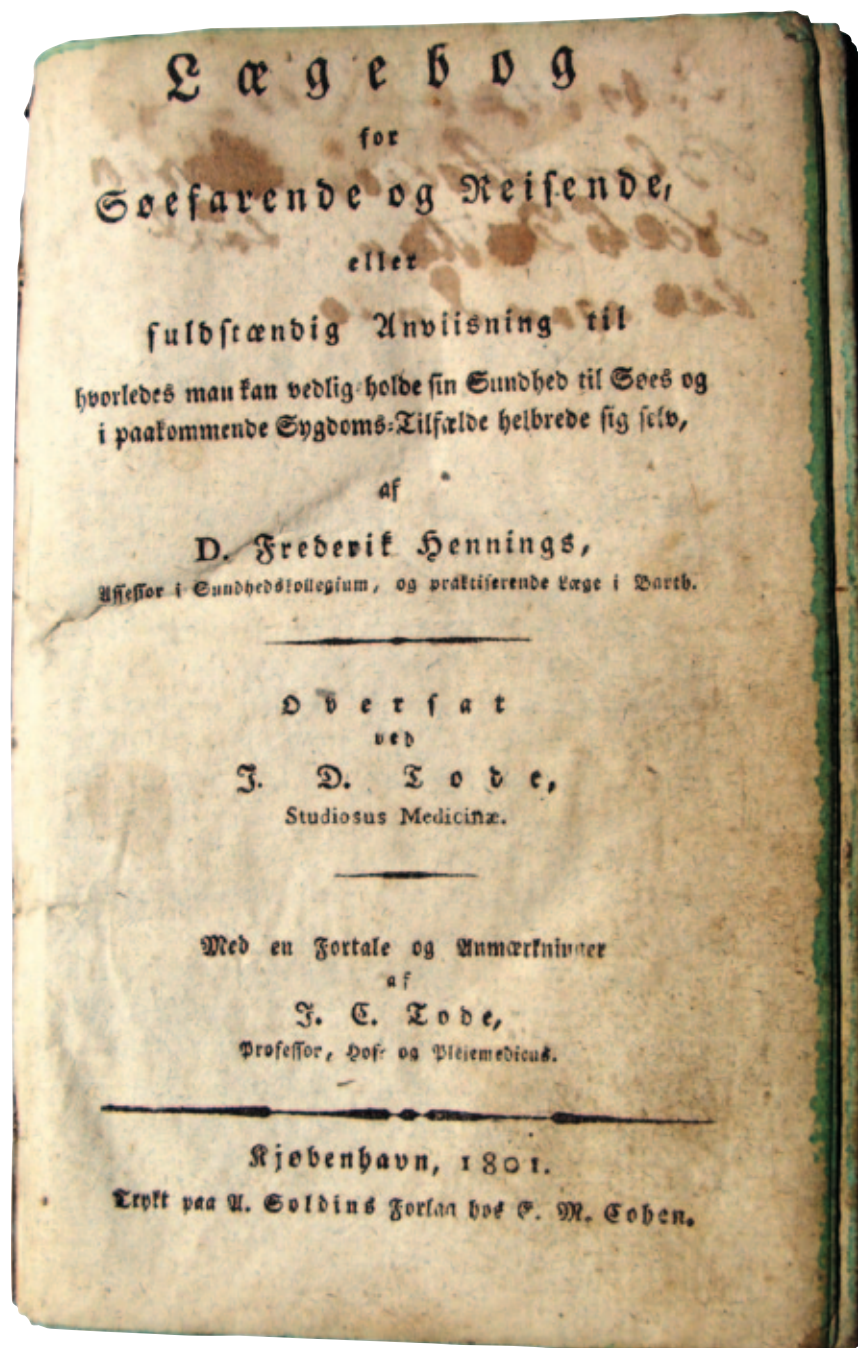 Lægebog
for
Søefarende og Reisende,
eller
fuldstændig Anviisning til
hvorledes man kan vedlig holde sin Sundhed til Søes og
i paakommende Sygdoms-Tilfælde helbrede sig selv,
af
D. Frederik Hennings,
Assessor i Sundhedskollegium, og praktiserende Læge i Barth.
Oversat
ved
J. D. Tode,
Studiosus Medicinæ.
Med en Fortale og Anmærkninger
af
J. C. Tode,
Professor, Hof- og Pleiemedicus.
Kjøbenhavn, 1801.
Trykt paa A. Soldins Forlag hos M. Cohen.